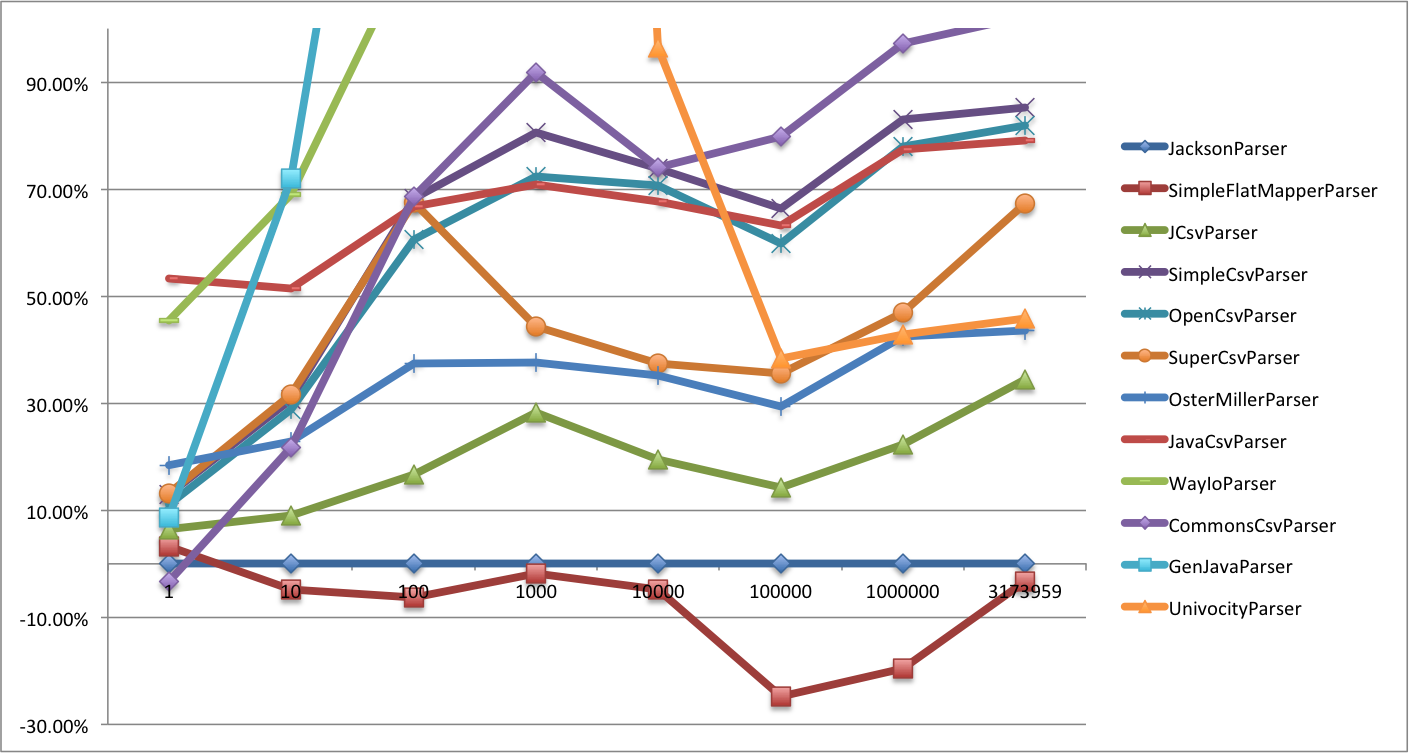 90.00%
70.00%
50.00%
30.00%
10.00%
-10.00%
-30.00%
1 10 100 1000 10000 100000 1000000 3173959
JacksonParser
SimpleFlatMapperParser
JCsvParser
SimpleCsvParser
OpenCsvParser
SuperCsvParser
OsterMillerParser
JavaCsvParser
WayIoParser
CommonsCsvParser
GenJavaParser
UnivocityParser